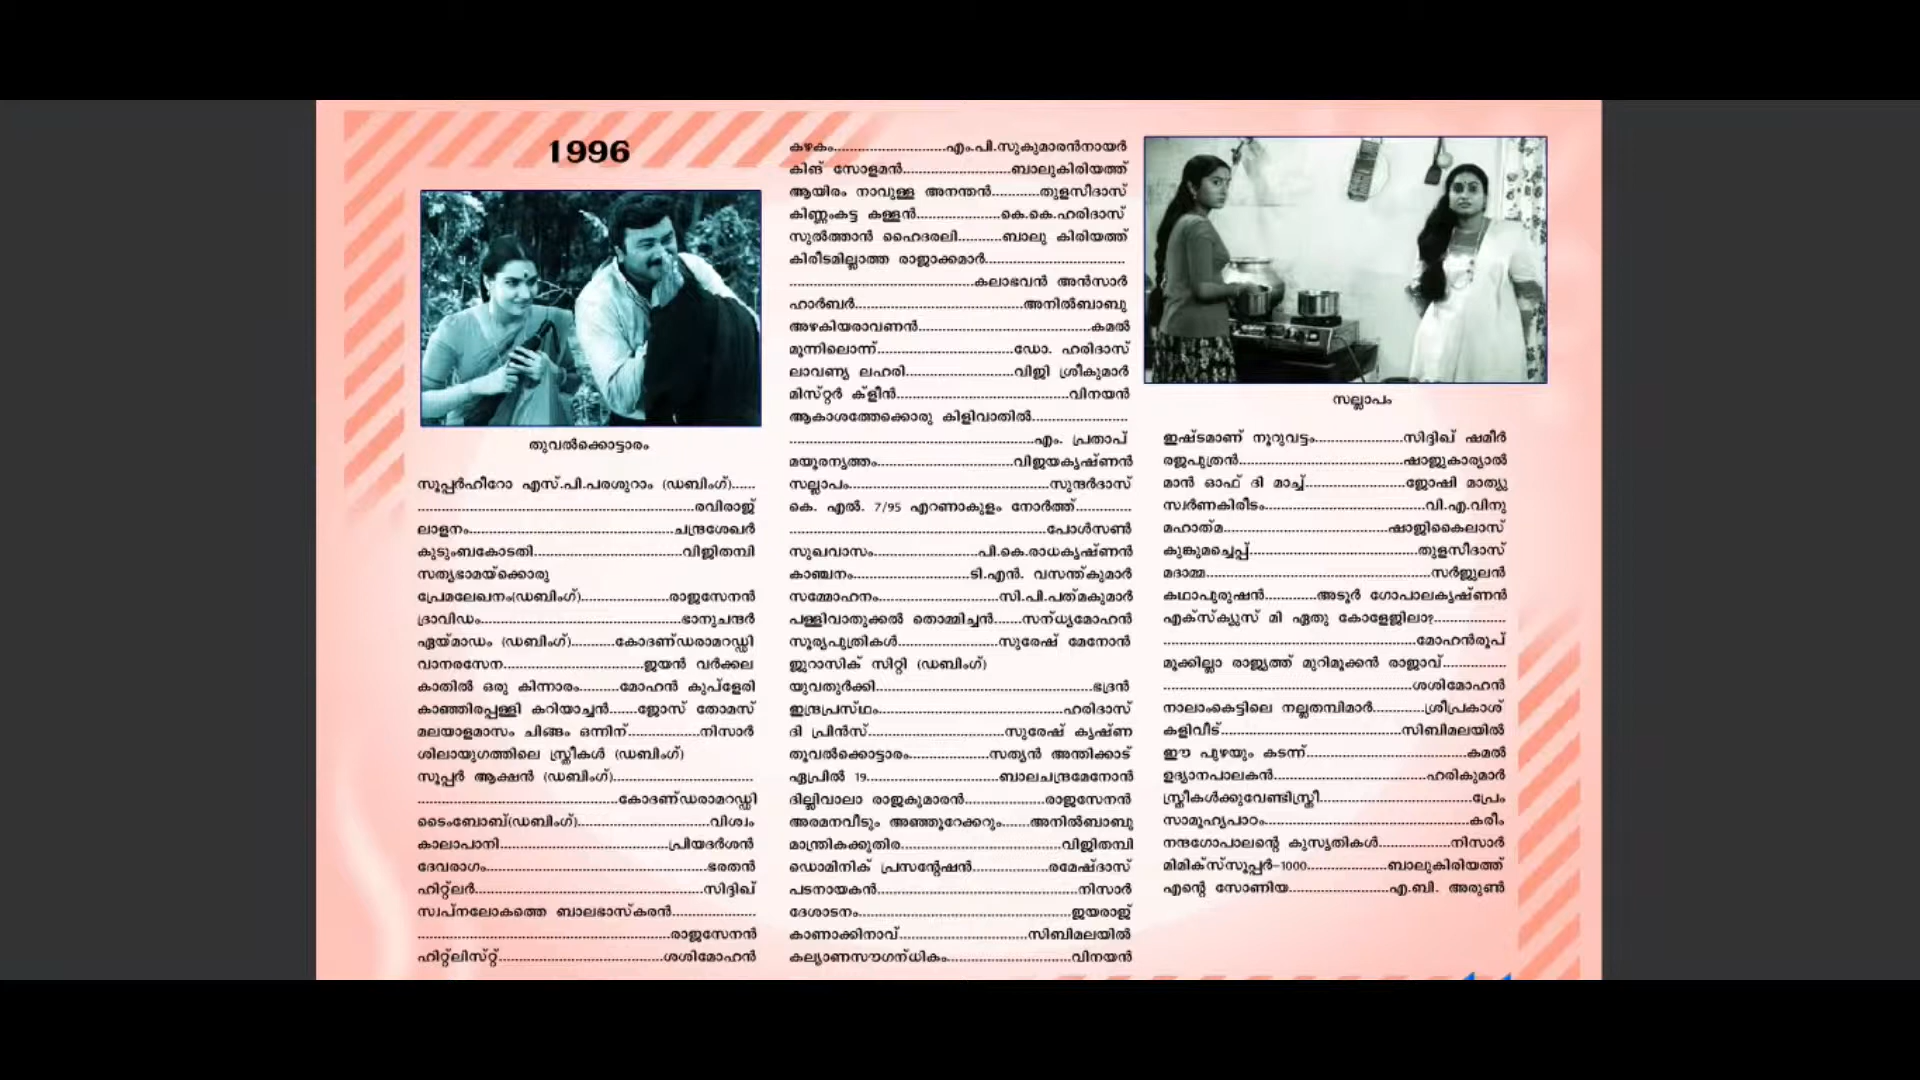 1996
തൂവൽക്കൊട്ടാരം
സൂപ്പർഹീറോ എസ്.പി.പരശുറാം (ഡബിംഗ്)......
.....................................................................രവിരാജ്
ലാളനം....................................................ചന്ദ്രശേഖർ
കുടുംബകോടതി......................................വിജിതമ്പി
സത്യഭാമയ്ക്കൊരു
പ്രേമലേഖനം(ഡബിംഗ്)......................രാജസേനൻ
ദ്രാവിഡം..................................................ഭാനുചന്ദർ
ഏയ്മാഡം (ഡബിംഗ്)...........കോദണ്ഡരാമറഡ്ഡി
വാനരസേന...................................ജയൻ വർക്കല
കാതിൽ ഒരു കിന്നാരം..........മോഹൻ കുപ്ളേരി
കാഞ്ഞിരപ്പള്ളി കറിയാച്ചൻ.......ജോസ് തോമസ്
മലയാളമാസം ചിങ്ങം ഒന്നിന്..................നിസാർ
ശിലായുഗത്തിലെ സ്ത്രീകൾ (ഡബിംഗ്)
സൂപ്പർ ആക്ഷൻ (ഡബിംഗ്)...................................
..................................................കോദണ്ഡരാമറഡ്ഡി
ടൈംബോബ്(ഡബിംഗ്).................................വിശ്വം
കാലാപാനി...........................................പ്രിയദർശൻ
ദേവരാഗം.......................................................ഭരതൻ
ഹിറ്റ്ലർ.........................................................സിദ്ദിഖ്
സ്വപ്നലോകത്തെ ബാലഭാസ്കരൻ.....................
...............................................................രാജസേനൻ
ഹിറ്റ്ലിസ്റ്റ്.........................................ശശിമോഹൻ
കഴകം............................എം.പി.സുകുമാരൻനായർ
കിങ് സോളമൻ...........................ബാലുകിരിയത്ത്
ആയിരം നാവുള്ള അനന്തൻ............തുളസീദാസ്
കിണ്ണംകട്ട കള്ളൻ.....................കെ.കെ.ഹരിദാസ്
സുൽത്താൻ ഹൈദരലി...........ബാലു കിരിയത്ത്
കിരീടമില്ലാത്ത രാജാക്കമാർ...................................
..............................................കലാഭവൻ അൻസാർ
ഹാർബർ..........................................അനിൽബാബു
അഴകിയരാവണൻ...........................................കമൽ
മൂന്നിലൊന്ന്..................................ഡോ. ഹരിദാസ്
ലാവണ്യ ലഹരി...........................വിജി ശ്രീകുമാർ
മിസ്റ്റർ ക്ളീൻ...........................................വിനയൻ
ആകാശത്തേക്കൊരു കിളിവാതിൽ........................
.............................................................എം. പ്രതാപ്
മയൂരനൃത്തം..................................വിജയകൃഷ്ണൻ
സല്ലാപം..................................................സുന്ദർദാസ്
കെ. എൽ. 7/95 എറണാകുളം നോർത്ത്..............
................................................................പോൾസൺ
സുഖവാസം..........................പി.കെ.രാധകൃഷ്ണൻ
കാഞ്ചനം.............................ടി.എൻ. വസന്ത്കുമാർ
സമ്മോഹനം..............................സി.പി.പത്മകുമാർ
പള്ളിവാതുക്കൽ തൊമ്മിച്ചൻ.......സന്ധ്യമോഹൻ
സൂര്യപുത്രികൾ.........................സുരേഷ് മേനോൻ
ജുറാസിക് സിറ്റി (ഡബിംഗ്)
യുവതുർക്കി......................................................ഭദ്രൻ
ഇന്ദ്രപ്രസ്ഥം..............................................ഹരിദാസ്
ദി പ്രിൻസ്..................................സുരേഷ് കൃഷ്ണ
തൂവൽക്കൊട്ടാരം....................സത്യൻ അന്തിക്കാട്
ഏപ്രിൽ 19.................................ബാലചന്ദ്രമേനോൻ
ദില്ലിവാലാ രാജകുമാരൻ....................രാജസേനൻ
അരമനവീടും അഞ്ഞൂറേക്കറും.......അനിൽബാബു
മാന്ത്രികക്കുതിര........................................വിജിതമ്പി
ഡൊമിനിക് പ്രസന്റേഷൻ...................രമേഷ്ദാസ്
പടനായകൻ..................................................നിസാർ
ദേശാടനം.....................................................ജയരാജ്
കാണാക്കിനാവ്................................സിബിമലയിൽ
കല്യാണസൗഗന്ധികം...............................വിനയൻ
സല്ലാപം
ഇഷ്ടമാണ് നൂറുവട്ടം......................സിദ്ദിഖ് ഷമീർ
രജപുത്രൻ.........................................ഷാജുകാര്യാൽ
മാൻ ഓഫ് ദി മാച്ച്.........................ജോഷി മാത്യു
സ്വർണകിരീടം........................................വി.എ.വിനു
മഹാത്മ.........................................ഷാജികൈലാസ്
കുങ്കുമച്ചെപ്പ്..........................................തുളസീദാസ്
മദാമ്മ........................................................സർജുലൻ
കഥാപുരുഷൻ.............അടൂർ ഗോപാലകൃഷ്ണൻ
എക്സ്ക്യുസ് മി ഏതു കോളേജിലാ?..................
...............................................................മോഹൻരൂപ്
മൂക്കില്ലാ രാജ്യത്ത് മുറിമൂക്കൻ രാജാവ്................
..............................................................ശശിമോഹൻ
നാലാംകെട്ടിലെ നല്ലതമ്പിമാർ.............ശ്രീപ്രകാശ്
കളിവീട്.............................................സിബിമലയിൽ
ഈ പുഴയും കടന്ന്........................................കമൽ
ഉദ്യാനപാലകൻ......................................ഹരികുമാർ
സ്ത്രീകൾക്കുവേണ്ടിസ്ത്രീ......................................പ്രേം
സാമൂഹ്യപാഠം...................................................കരീം
നന്ദഗോപാലന്റെ കുസൃതികൾ..................നിസാർ
മിമിക്സ്സൂപ്പർ-1000....................ബാലുകിരിയത്ത്
എന്റെ സോണിയ.........................എ.ബി. അരുൺ